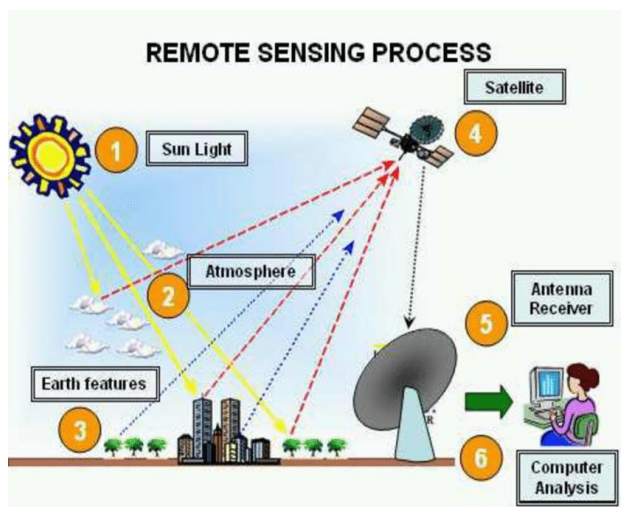 REMOTE SENSING PROCESS
Satellite
4
1
Sun Light
Atmosphere
2
Antenna
Receiver
5
Earth features
3
R
6
Computer
Analysis